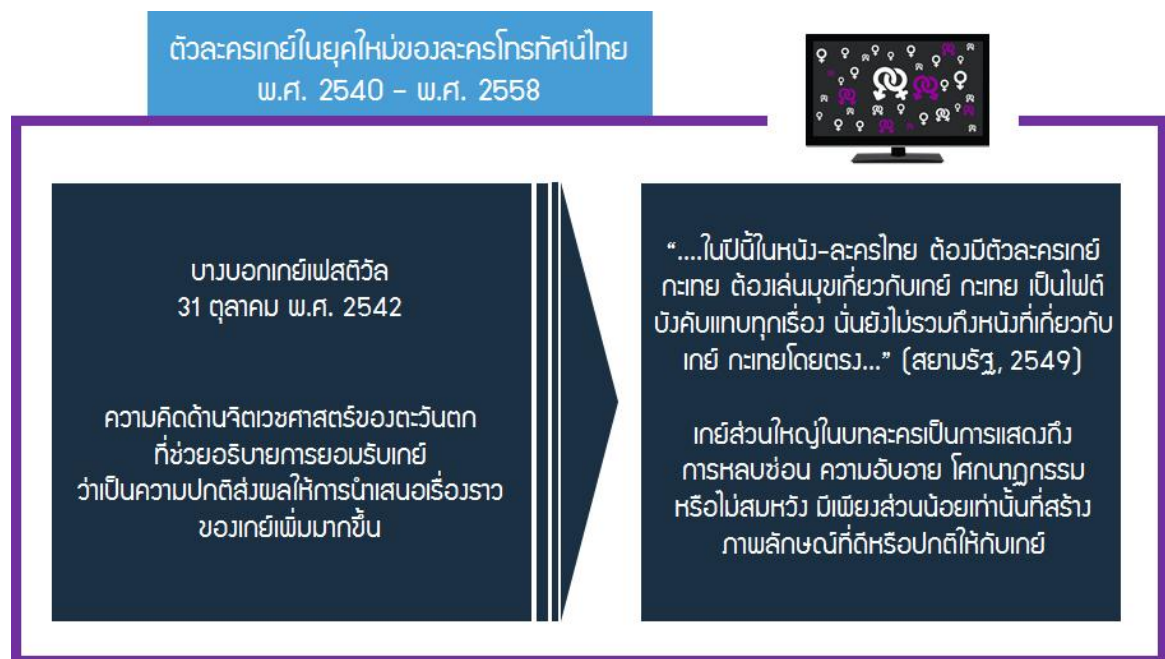 ตัวละครเกย์ในยุคใหม่ของละครโทรทัศน์ไทย
พ.ศ. 2540 – พ.ศ. 2558
บางบอกเกย์เฟสติวัล
31 ตุลาคม พ.ศ. 2542
ความคิดด้านจิตเวชศาสตร์ของตะวันตก
ที่ช่วยอธิบายการยอมรับเกย์
ว่าเป็นความปกติส่งผลให้การนำเสนอเรื่องราว
ของเกย์เพิ่มมากขึ้น
“....ในปีนี้ในหนัง-ละครไทย ต้องมีตัวละครเกย์
กะเทย ต้องเล่นมุขเกี่ยวกับเกย์ กะเทย เป็นไฟต์
บังคับแทบทุกเรื่อง นั่นยังไม่รวมถึงหนังที่เกี่ยวกับ
เกย์ กะเทยโดยตรง...” (สยามรัฐ, 2549)
เกย์ส่วนใหญ่ในบทละครเป็นการแสดงถึง
การหลบซ่อน ความอับอาย โศกนาฏกรรม
หรือไม่สมหวัง มีเพียงส่วนน้อยเท่านั้นที่สร้าง
ภาพลักษณ์ที่ดีหรือปกติให้กับเกย์